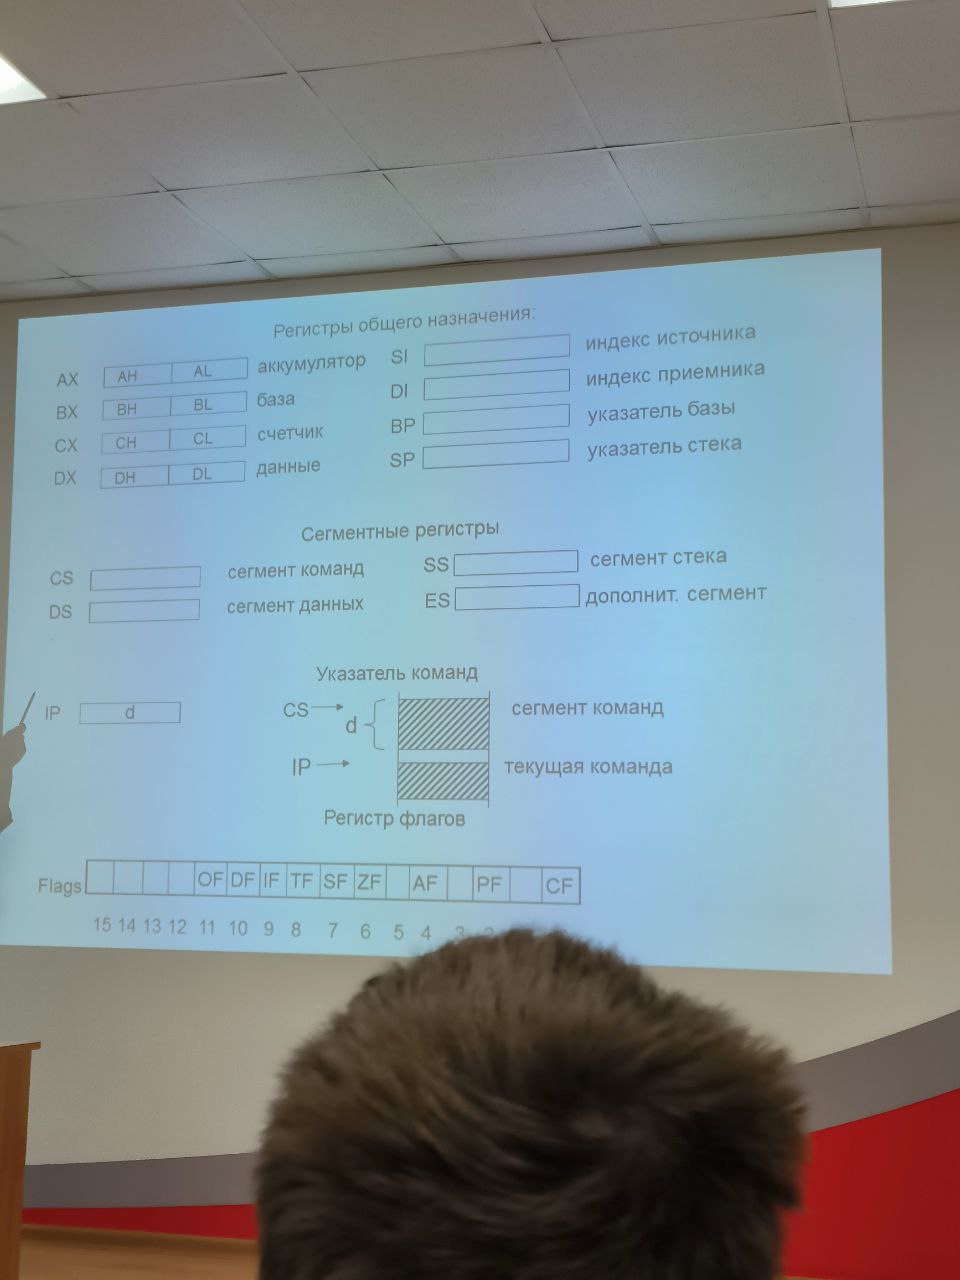 Регистры общего назначения:
AX AH AL аккумулятор SI индекс источника
BX BH BL база DI индекс приемника
CX CH CL счетчик BP указатель базы
DX DH DL данные SP указатель стека
Сегментные регистры
CS сегмент команд SS сегмент стека
DS сегмент данных ES дополнит. сегмент
Указатель команд
IP d CS d сегмент команд
IP текущая команда
Регистр флагов
Flags OF DF IF TF SF ZF AF PF CF
15 14 13 12 11 10 9 8 7 6 5 4